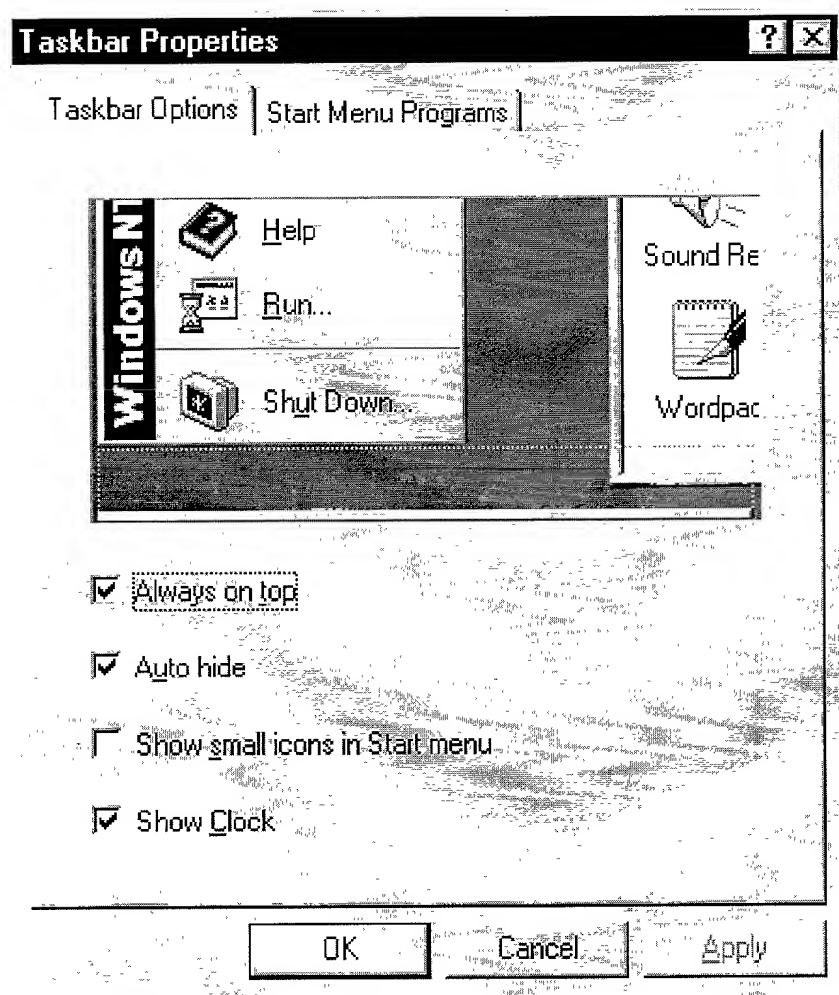 Taskbar Properties ? X
Taskbar Options Start Menu Programs
Windows NT
Help
Run...
Shut Down...
Sound Re
Wordpad
Always on top
Auto hide
Show small icons in Start menu
Show Clock
OK Cancel Apply